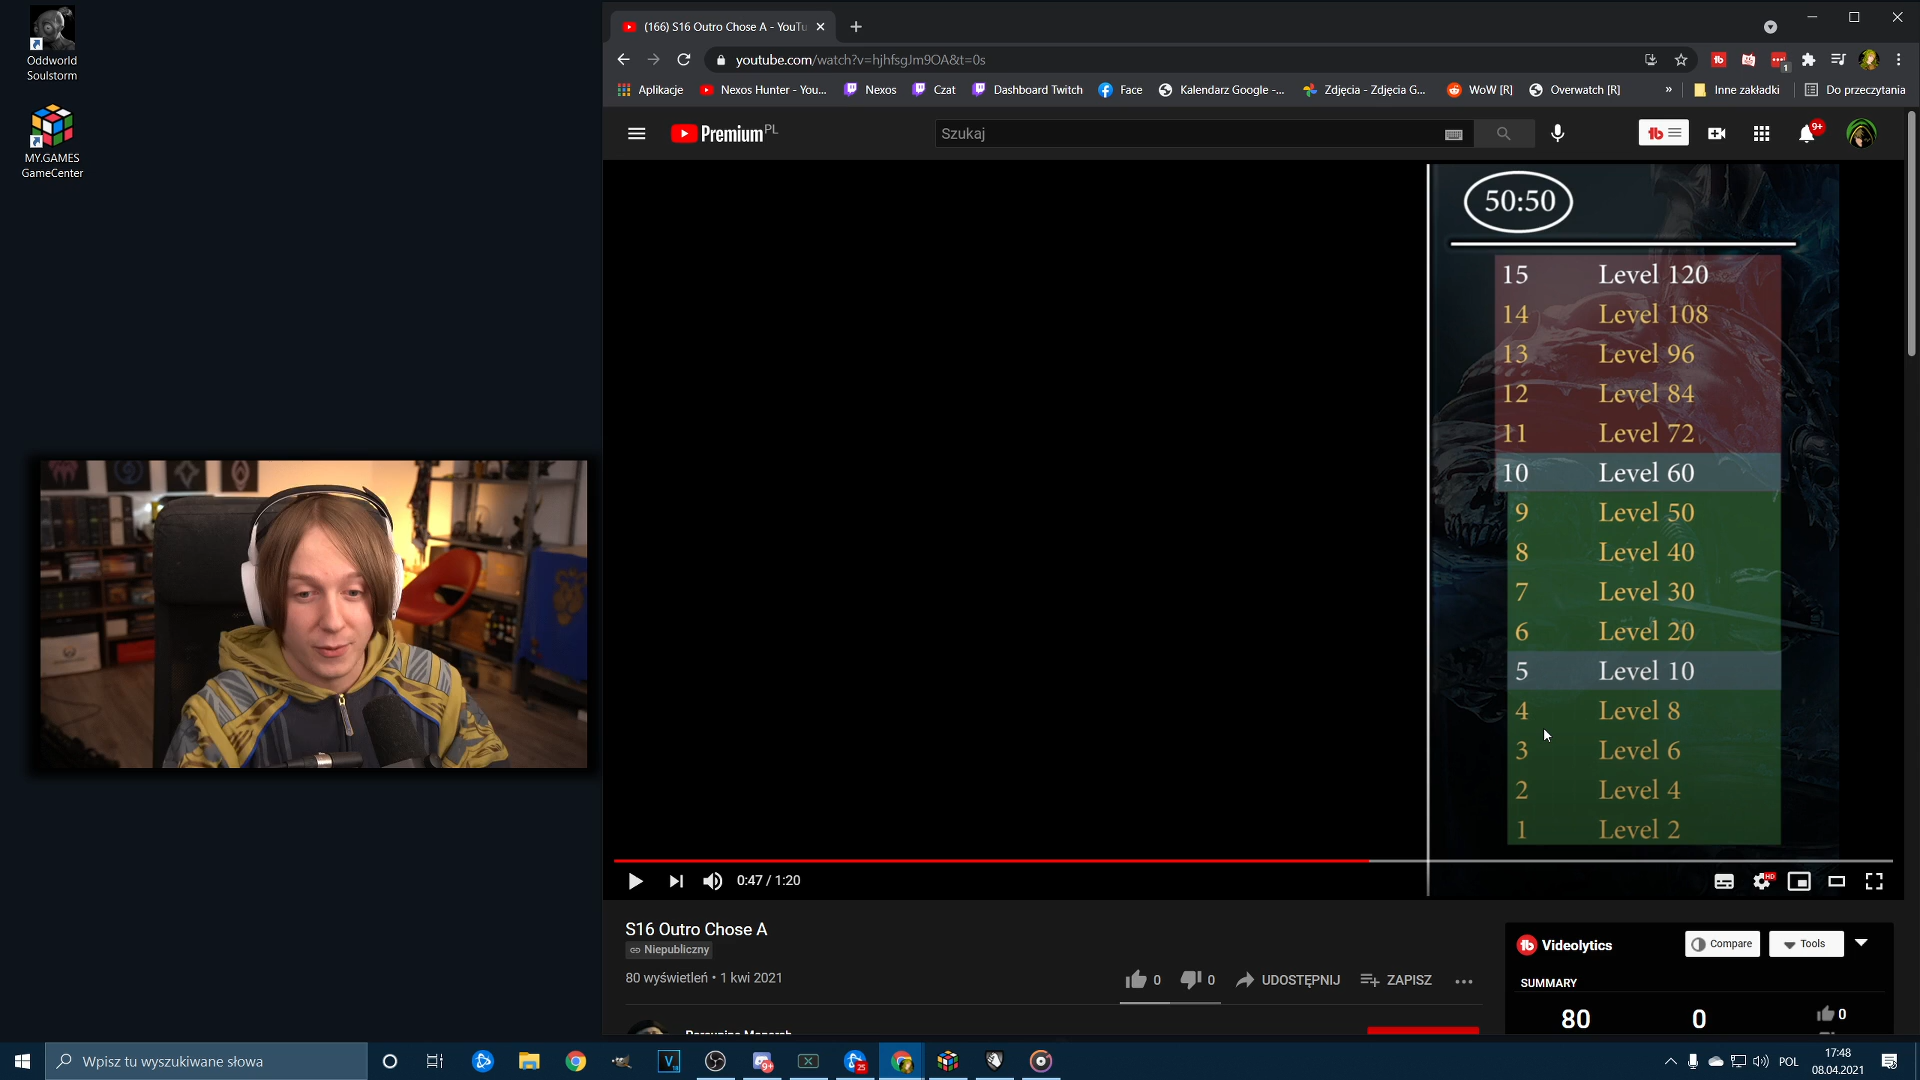 Oddworld
Soulstorm
MY.GAMES
GameCenter
(166) S16 Outro Chose A - YouTu
youtube.com/watch?v=hjhfsgJm9OA&t=0s
1
Aplikacje
Nexos Hunter - You...
Nexos
Czat
Dashboard Twitch
Face
Kalendarz Google -...
Zdjęcia - Zdjęcia G...
WoW [R]
Overwatch [R]
»
Inne zakładki
Do przeczytania
Premium PL
Szukaj
9+
50:50
15 Level 120
14 Level 108
13 Level 96
12 Level 84
11 Level 72
10 Level 60
9 Level 50
8 Level 40
7 Level 30
6 Level 20
5 Level 10
4 Level 8
3 Level 6
2 Level 4
1 Level 2
0:47 / 1:20
HD
S16 Outro Chose A
Niepubliczny
80 wyświetleń • 1 kwi 2021
0
0
UDOSTĘPNIJ
ZAPISZ
Videolytics
Compare
Tools
SUMMARY
80
0
0
Wpisz tu wyszukiwane słowa
9+
25
POL
17:48
08.04.2021